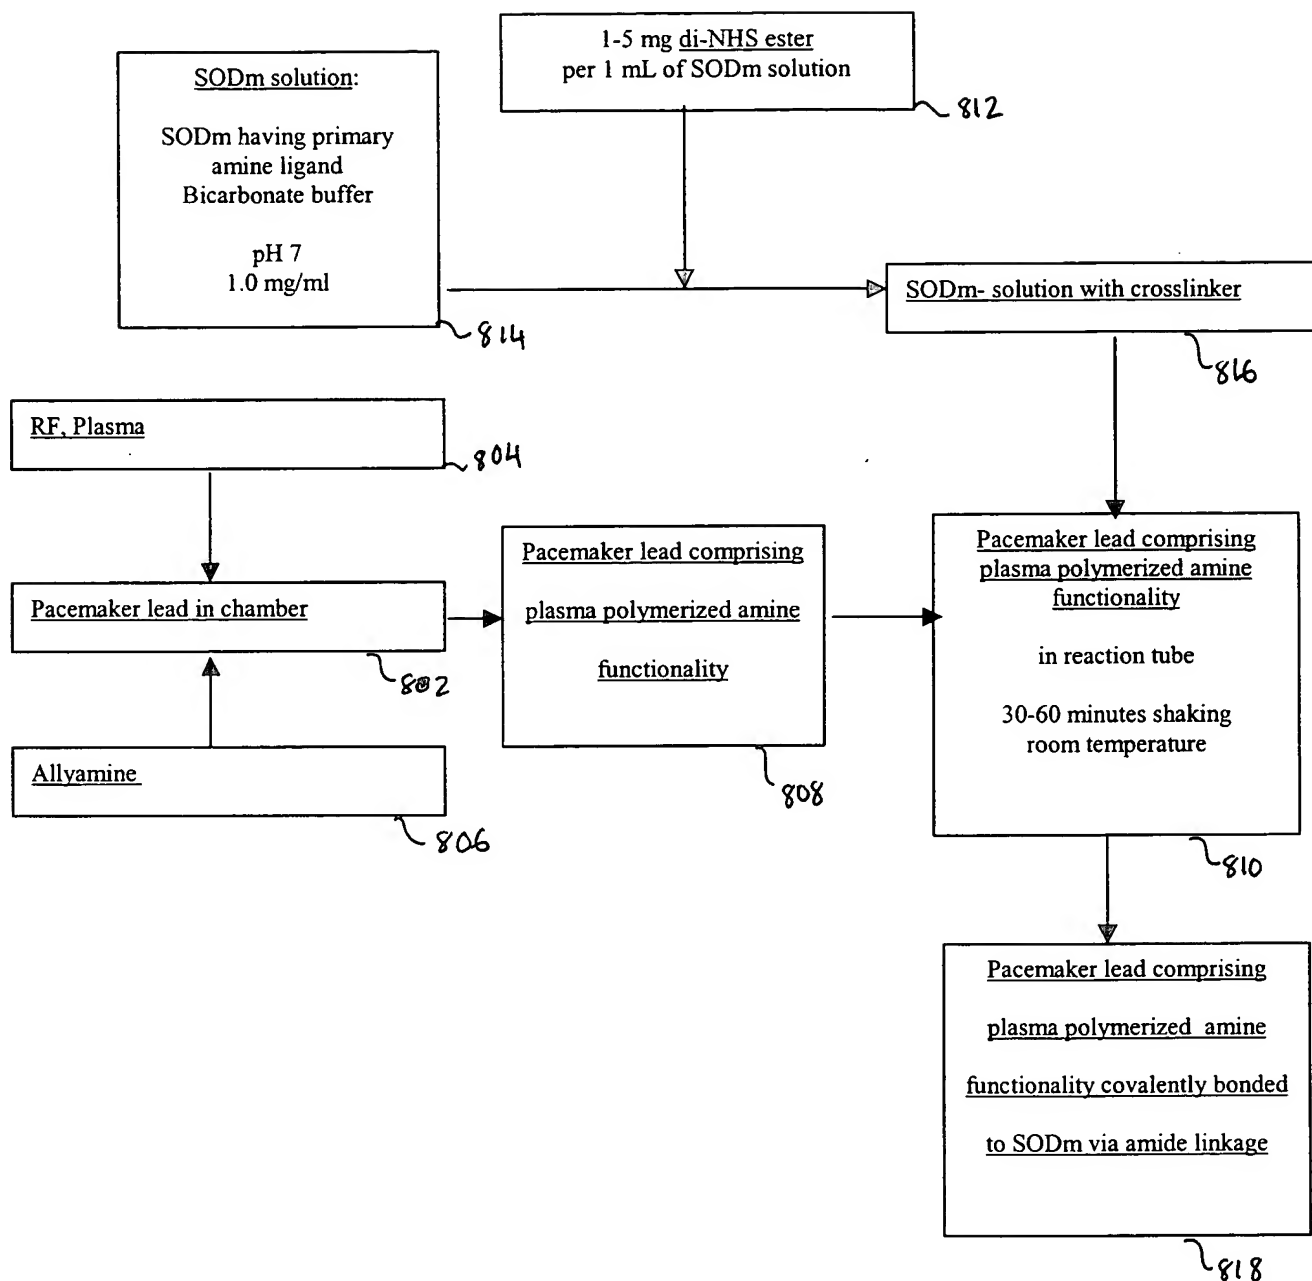 1-5 mg di-NHS ester
per 1 mL of SODm solution
812
SODm solution:
SODm having primary
amine ligand
Bicarbonate buffer
pH 7
1.0 mg/ml
814
SODm- solution with crosslinker
816
RF, Plasma
804
Pacemaker lead in chamber
802
Allyamine
806
Pacemaker lead comprising
plasma polymerized amine
functionality
808
Pacemaker lead comprising
plasma polymerized amine
functionality
in reaction tube
30-60 minutes shaking
room temperature
810
Pacemaker lead comprising
plasma polymerized amine
functionality covalently bonded
to SODm via amide linkage
818